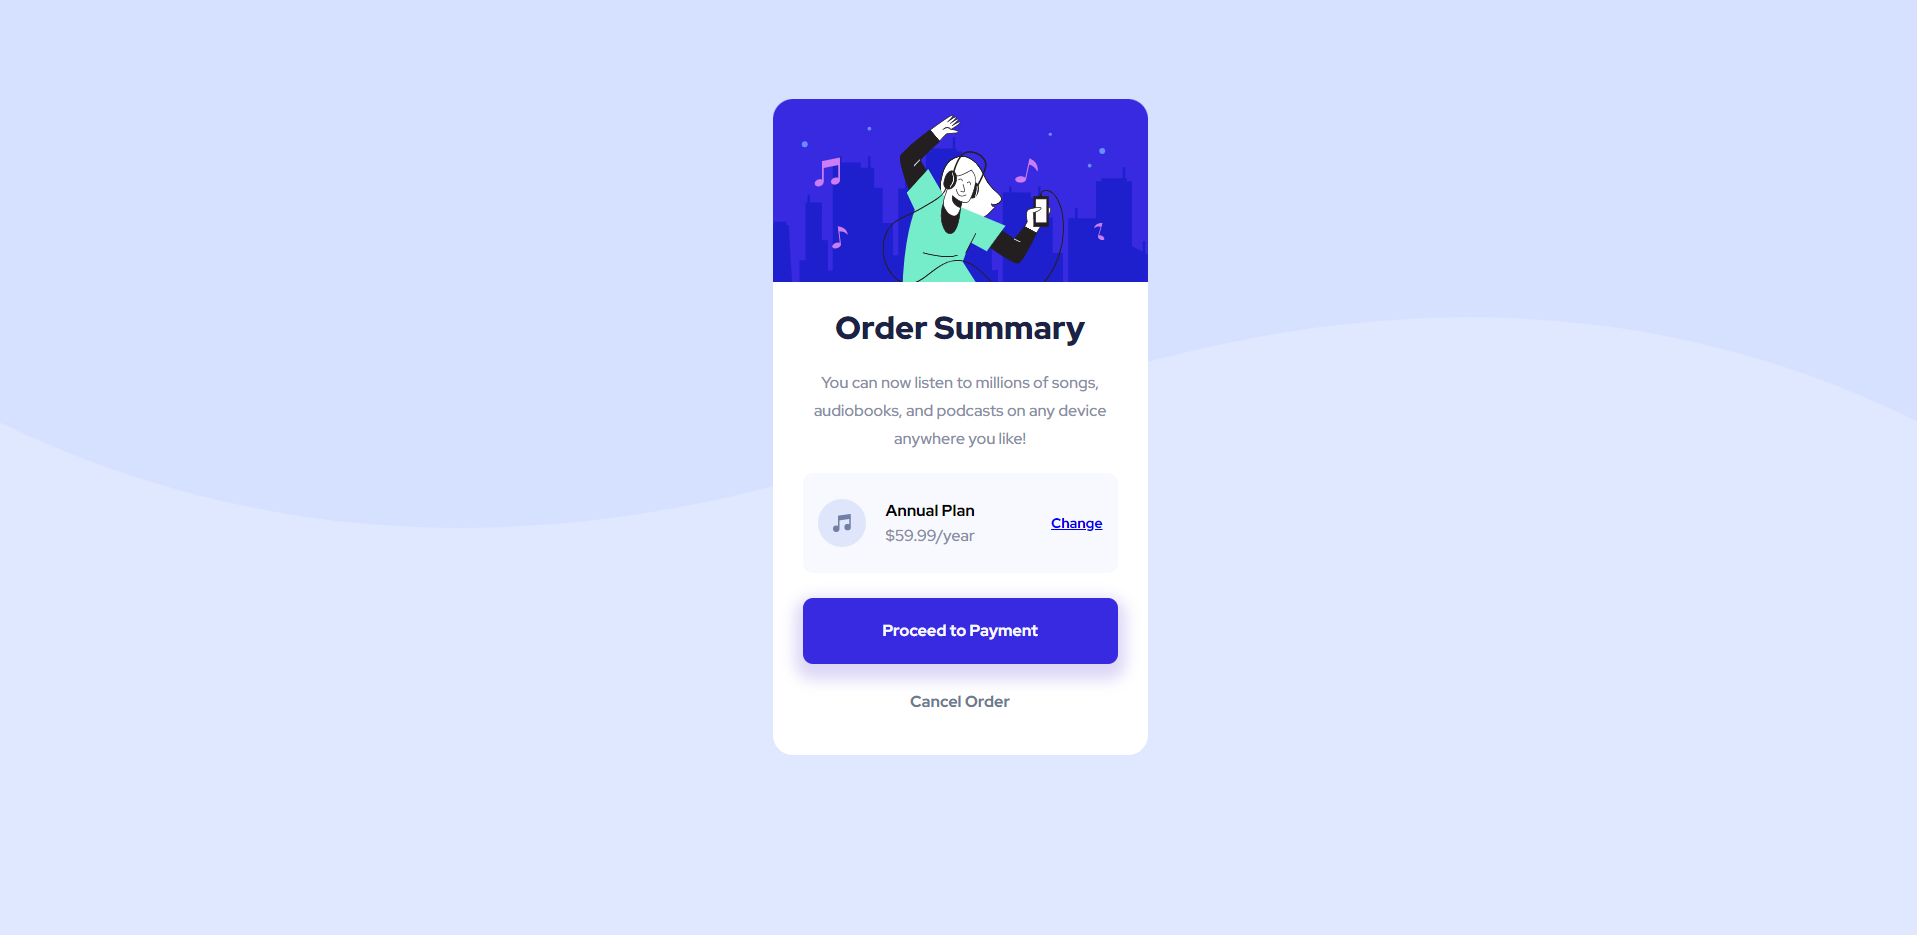 Order Summary
You can now listen to millions of songs,
audiobooks, and podcasts on any device
anywhere you like!
Annual Plan
$59.99/year
Change
Proceed to Payment
Cancel Order